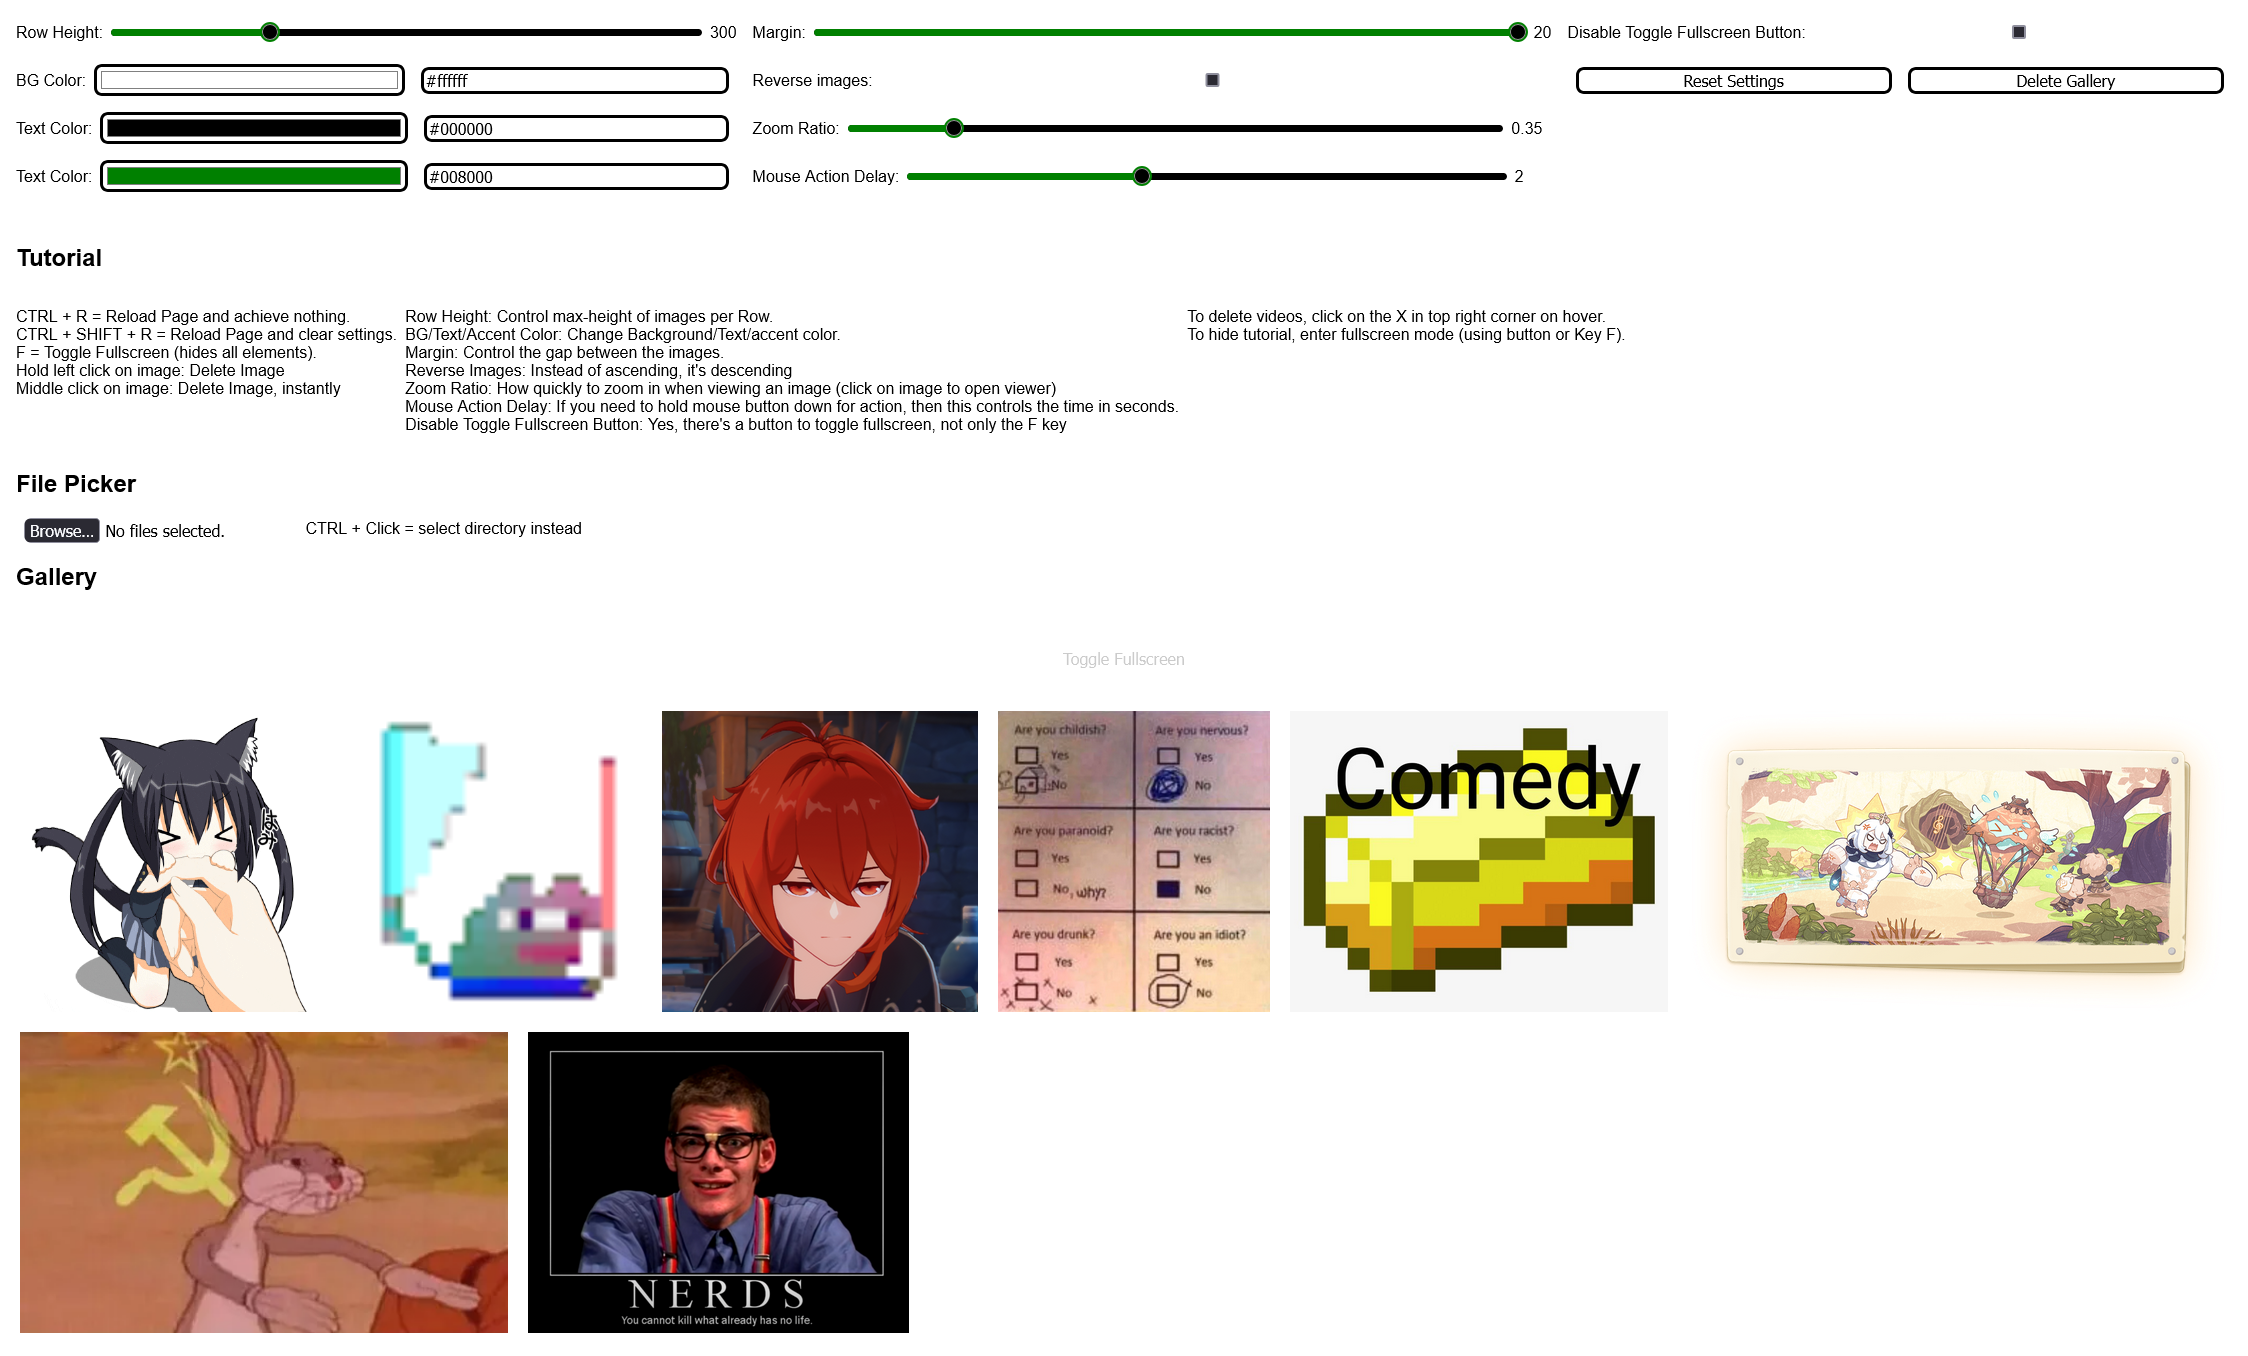 Row Height: 300
Margin: 20
Disable Toggle Fullscreen Button:
BG Color: #ffffff
Reverse images:
Reset Settings
Delete Gallery
Text Color: #000000
Zoom Ratio: 0.35
Text Color: #008000
Mouse Action Delay: 2
Tutorial
CTRL + R = Reload Page and achieve nothing.
CTRL + SHIFT + R = Reload Page and clear settings.
F = Toggle Fullscreen (hides all elements).
Hold left click on image: Delete Image
Middle click on image: Delete Image, instantly
Row Height: Control max-height of images per Row.
BG/Text/Accent Color: Change Background/Text/accent color.
Margin: Control the gap between the images.
Reverse Images: Instead of ascending, it's descending
Zoom Ratio: How quickly to zoom in when viewing an image (click on image to open viewer)
Mouse Action Delay: If you need to hold mouse button down for action, then this controls the time in seconds.
Disable Toggle Fullscreen Button: Yes, there's a button to toggle fullscreen, not only the F key
To delete videos, click on the X in top right corner on hover.
To hide tutorial, enter fullscreen mode (using button or Key F).
File Picker
Browse... No files selected.
CTRL + Click = select directory instead
Gallery
Toggle Fullscreen
Are you childish?
Yes
No
Are you nervous?
Yes
No
Are you paranoid?
Yes
No, why?
Are you racist?
Yes
No
Are you drunk?
Yes
No
Are you an idiot?
Yes
No
Comedy
NERDS
You cannot kill what already has no life.